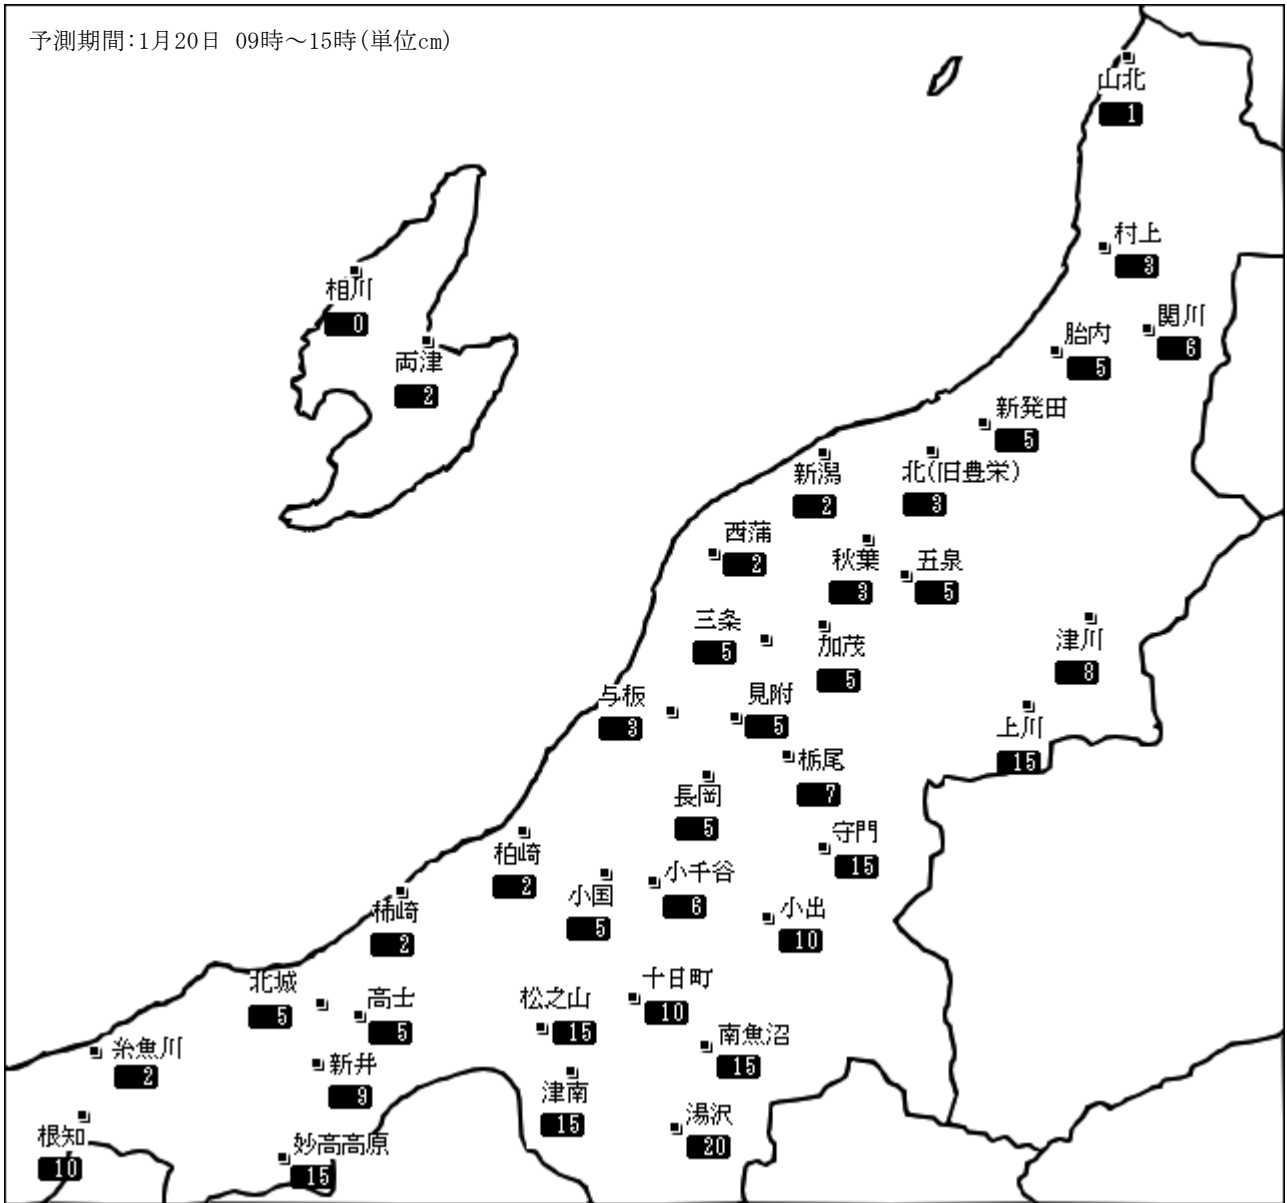 予測期間:1月20日 09時～15時(単位cm)
山北
1
村上
3
相川
0
関川
6
胎内
5
両津
2
新発田
5
新潟
2
北(旧豊栄)
3
西蒲
2
秋葉
3
五泉
5
三条
5
加茂
5
津川
8
与板
3
見附
5
上川
15
栃尾
7
長岡
5
守門
15
柏崎
2
小国
5
小千谷
6
小出
10
柿崎
2
北城
5
高士
5
松之山
15
十日町
10
南魚沼
15
糸魚川
2
新井
9
津南
15
湯沢
20
根知
10
妙高高原
15